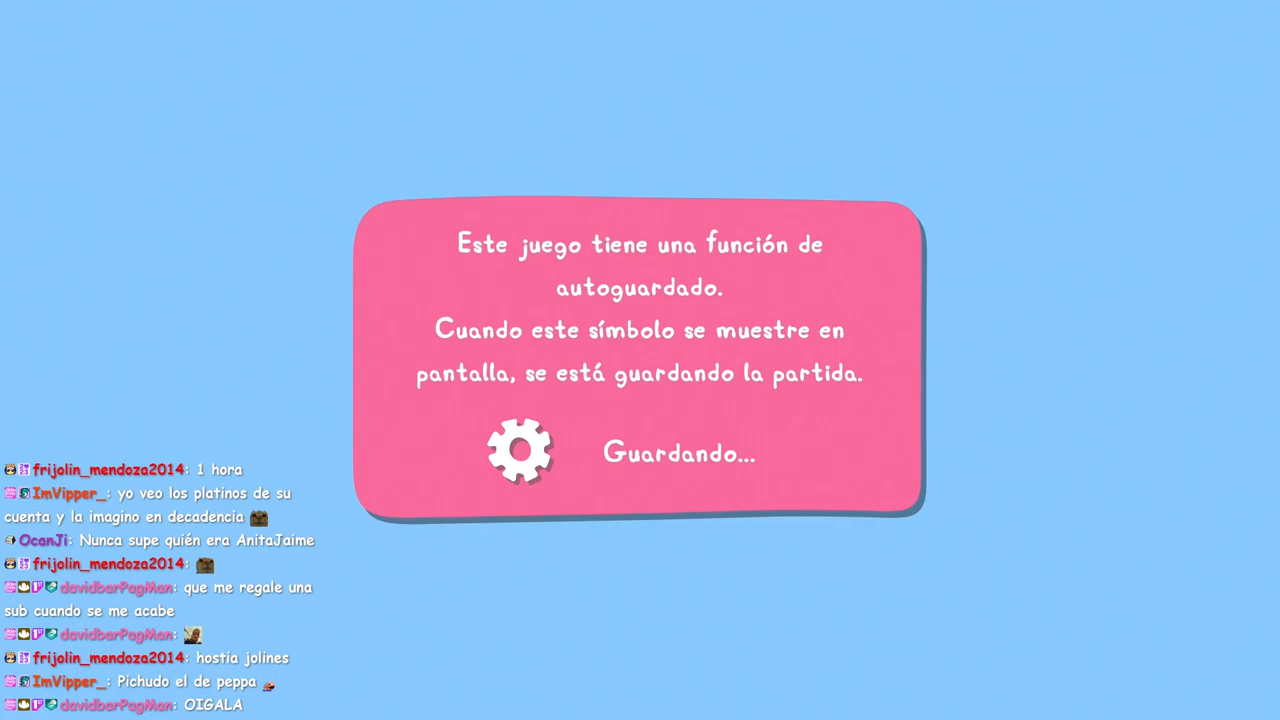 Este juego tiene una función de
autoguardado.
Cuando este símbolo se muestre en
pantalla, se está guardando la partida.
Guardando...
frijolin_mendoza2014: 1 hora
ImVipper_: yo veo los platinos de su
cuenta y la imagino en decadencia
OcanJi: Nunca supe quién era AnitaJaime
frijolin_mendoza2014:
davidbarPagMan: que me regale una
sub cuando se me acabe
davidbarPagMan:
frijolin_mendoza2014: hostia jolines
ImVipper_: Pichudo el de peppa
davidbarPagMan: OIGALA